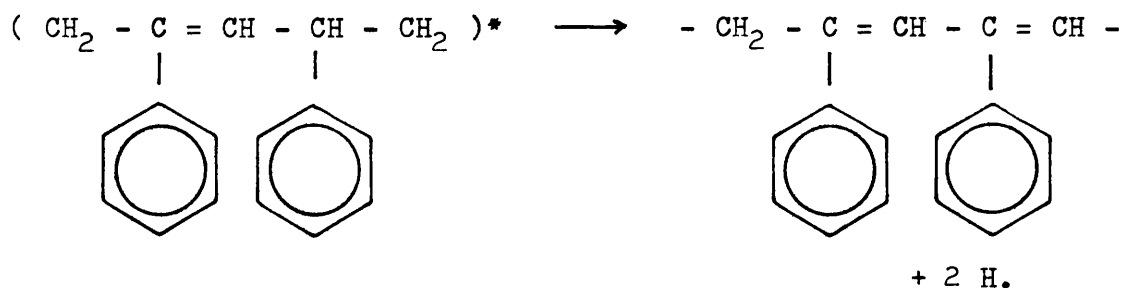 ( CH₂ - C = CH - CH - CH₂ )* ⟶ - CH₂ - C = CH - C = CH -
+ 2 H.